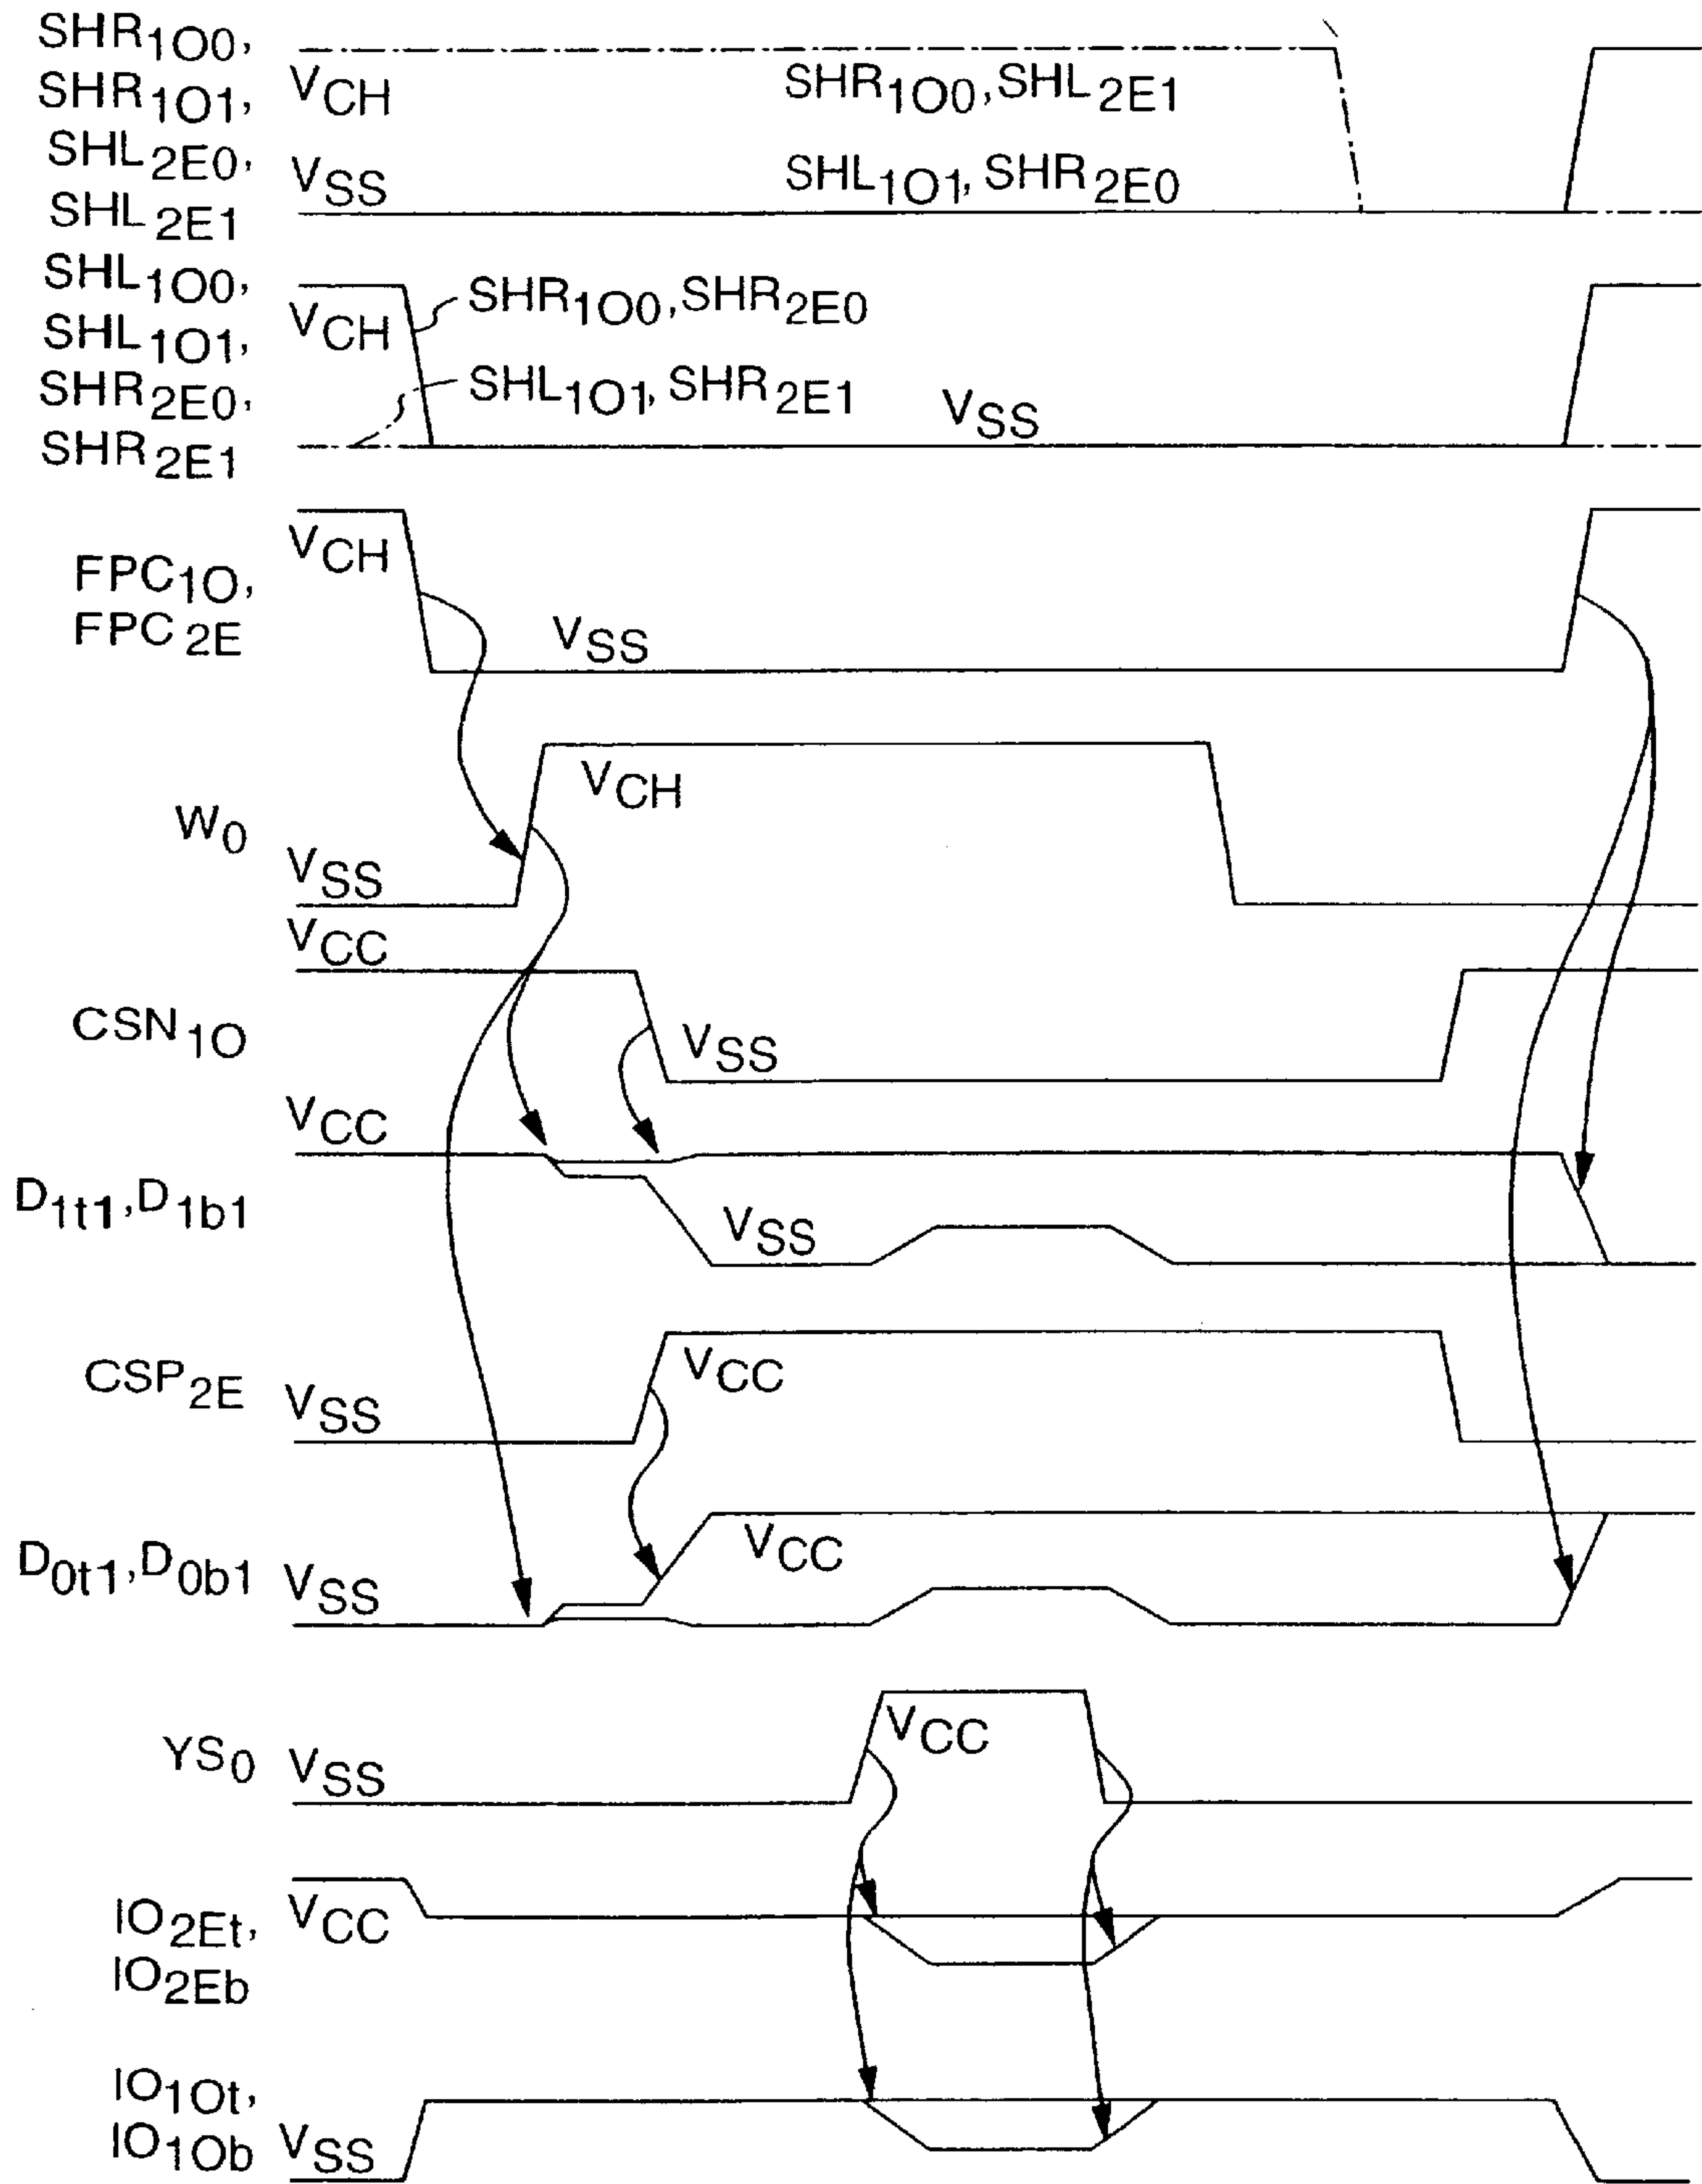 SHR1O0,
SHR1O1, VCH SHR1O0,SHL2E1
SHL2E0, VSS SHL1O1, SHR2E0
SHL2E1
SHL1O0,
SHL1O1, VCH SHR1O0,SHR2E0
SHR2E0, SHL1O1, SHR2E1 VSS
SHR2E1
VCH
FPC1O,
FPC2E VSS
VCH
W0
VSS
VCC
CSN1O VSS
VCC
D1t1,D1b1 VSS
CSP2E VCC
VSS
D0t1,D0b1 VSS VCC
YS0 VSS VCC
IO2Et, VCC
IO2Eb
IO1Ot,
IO1Ob VSS